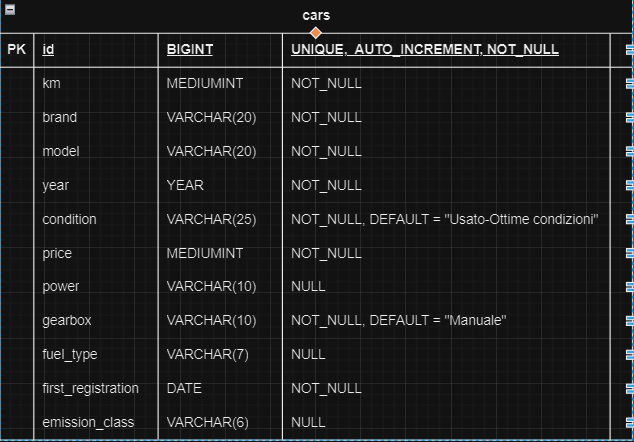 cars
PK id BIGINT UNIQUE, AUTO_INCREMENT, NOT_NULL
km MEDIUMINT NOT_NULL
brand VARCHAR(20) NOT_NULL
model VARCHAR(20) NOT_NULL
year YEAR NOT_NULL
condition VARCHAR(25) NOT_NULL, DEFAULT = "Usato-Ottime condizioni"
price MEDIUMINT NOT_NULL
power VARCHAR(10) NULL
gearbox VARCHAR(10) NOT_NULL, DEFAULT = "Manuale"
fuel_type VARCHAR(7) NULL
first_registration DATE NOT_NULL
emission_class VARCHAR(6) NULL